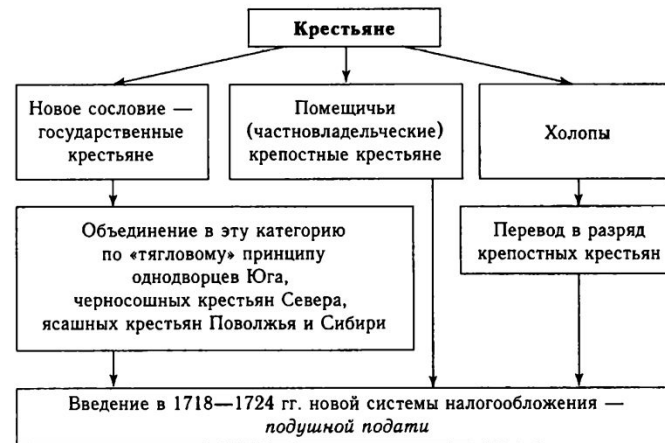 Крестьяне
Новое сословие —
государственные
крестьяне
Помещичьи
(частновладельческие)
крепостные крестьяне
Холопы
Объединение в эту категорию
по «тягловому» принципу
однодворцев Юга,
черносошных крестьян Севера,
ясашных крестьян Поволжья и Сибири
Перевод в разряд
крепостных крестьян
Введение в 1718—1724 гг. новой системы налогообложения —
подушной подати